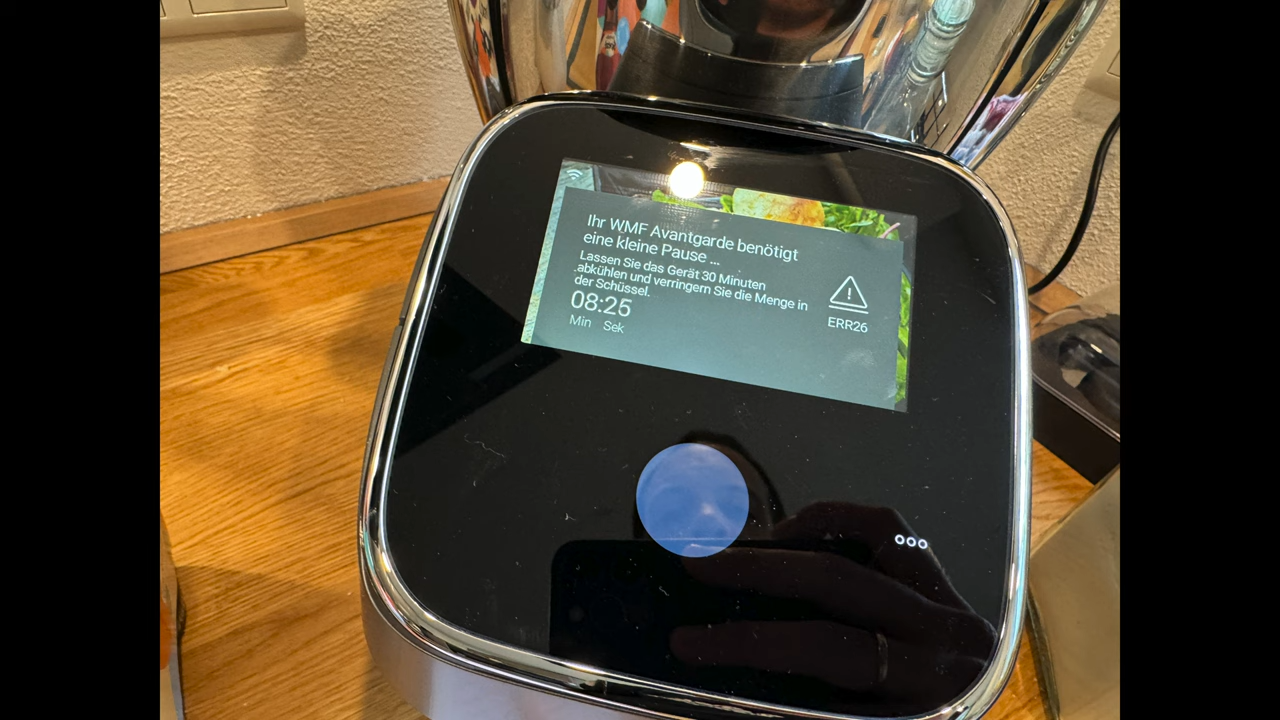 Ihr WMF Avantgarde benötigt
eine kleine Pause ...
Lassen Sie das Gerät 30 Minuten
abkühlen und verringern Sie die Menge in
der Schüssel.
08:25
Min Sek
ERR26